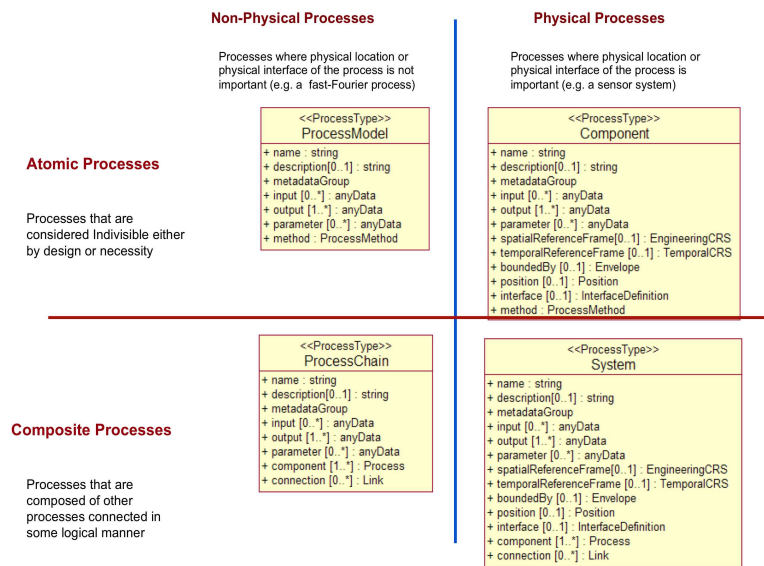 Non-Physical Processes
Physical Processes
Processes where physical location or
physical interface of the process is not
important (e.g. a fast-Fourier process)
Processes where physical location or
physical interface of the process is
important (e.g. a sensor system)
Atomic Processes
Processes that are
considered Indivisible either
by design or necessity
<<ProcessType>>
ProcessModel
+ name : string
+ description[0..1] : string
+ metadataGroup
+ input [0..*] : anyData
+ output [1..*] : anyData
+ parameter [0..*] : anyData
+ method : ProcessMethod
<<ProcessType>>
Component
+ name : string
+ description[0..1] : string
+ metadataGroup
+ input [0..*] : anyData
+ output [1..*] : anyData
+ parameter [0..*] : anyData
+ spatialReferenceFrame[0..1] : EngineeringCRS
+ temporalReferenceFrame [0..1] : TemporalCRS
+ boundedBy [0..1] : Envelope
+ position [0..1] : Position
+ interface [0..1] : InterfaceDefinition
+ method : ProcessMethod
Composite Processes
Processes that are
composed of other
processes connected in
some logical manner
<<ProcessType>>
ProcessChain
+ name : string
+ description[0..1] : string
+ metadataGroup
+ input [0..*] : anyData
+ output [1..*] : anyData
+ parameter [0..*] : anyData
+ component [1..*] : Process
+ connection [0..*] : Link
<<ProcessType>>
System
+ name : string
+ description[0..1] : string
+ metadataGroup
+ input [0..*] : anyData
+ output [1..*] : anyData
+ parameter [0..*] : anyData
+ spatialReferenceFrame[0..1] : EngineeringCRS
+ temporalReferenceFrame [0..1] : TemporalCRS
+ boundedBy [0..1] : Envelope
+ position [0..1] : Position
+ interface [0..1] : InterfaceDefinition
+ component [1..*] : Process
+ connection [0..*] : Link